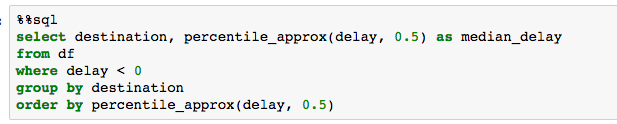 %%sql
select destination, percentile_approx(delay, 0.5) as median_delay
from df
where delay < 0
group by destination
order by percentile_approx(delay, 0.5)